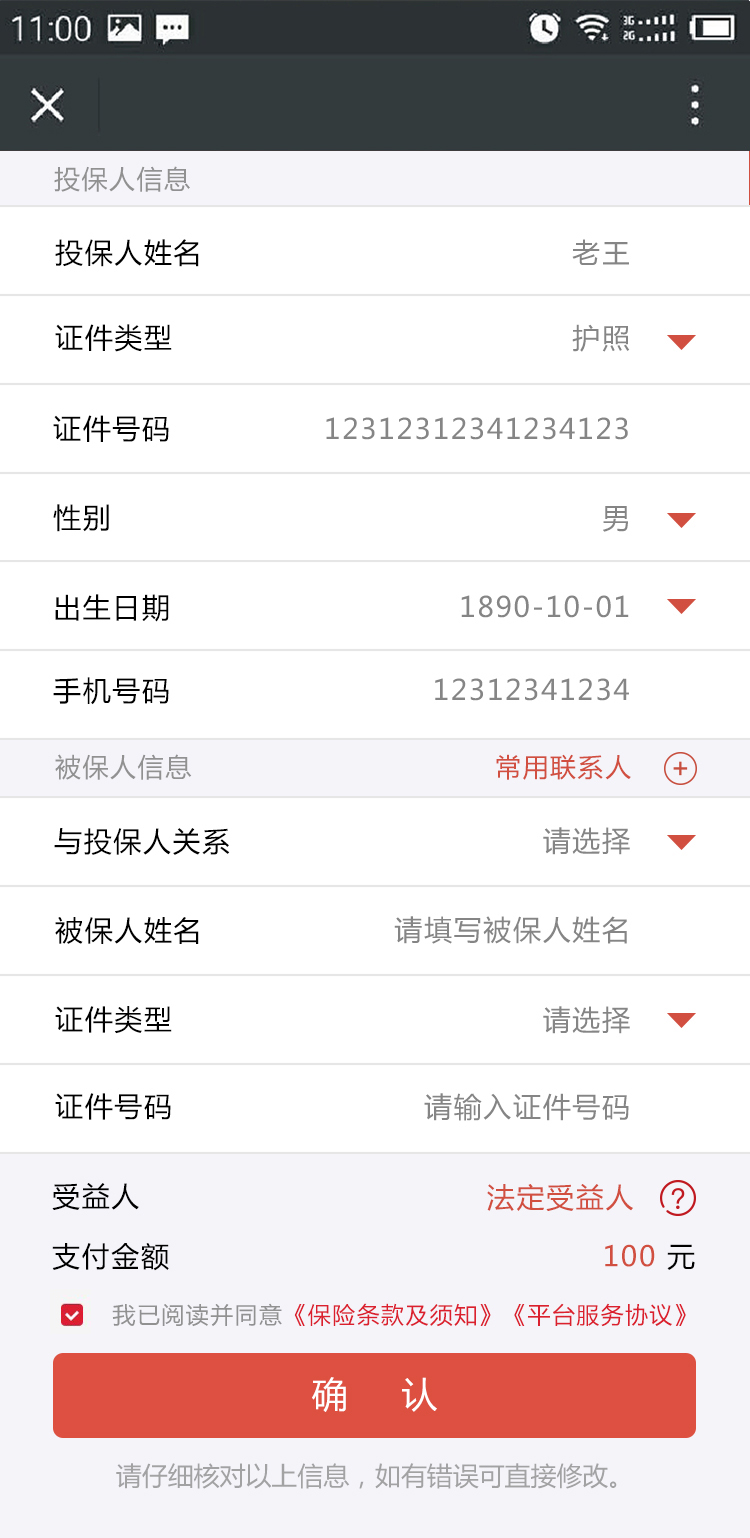 11:00 3G 2G
投保人信息
投保人姓名 老王
证件类型 护照
证件号码 12312312341234123
性别 男
出生日期 1890-10-01
手机号码 12312341234
被保人信息 常用联系人
与投保人关系 请选择
被保人姓名 请填写被保人姓名
证件类型 请选择
证件号码 请输入证件号码
受益人 法定受益人 ?
支付金额 100 元
我已阅读并同意《保险条款及须知》《平台服务协议》
确 认
请仔细核对以上信息，如有错误可直接修改。